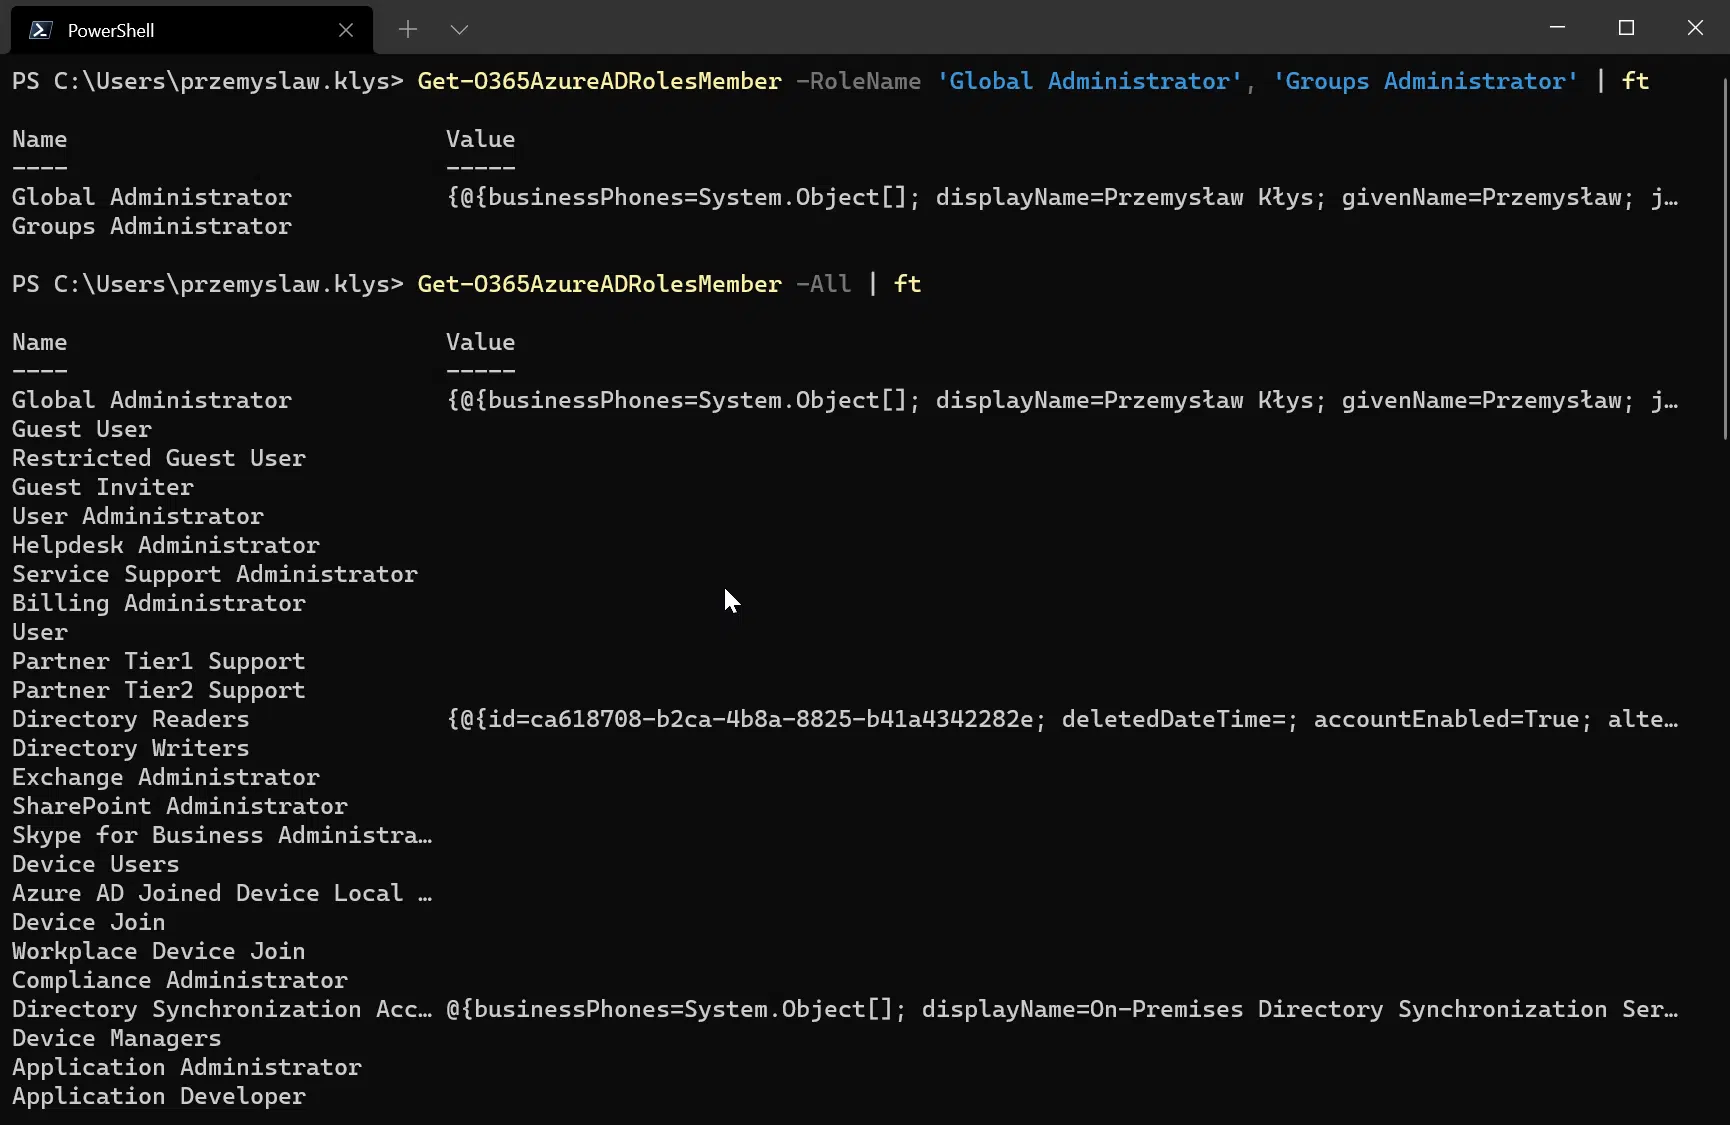 PowerShell
PS C:\Users\przemyslaw.klys> Get-O365AzureADRolesMember -RoleName 'Global Administrator', 'Groups Administrator' | ft
Name                           Value
----                           -----
Global Administrator           {@{businessPhones=System.Object[]; displayName=Przemysław Kłys; givenName=Przemysław; j…
Groups Administrator
PS C:\Users\przemyslaw.klys> Get-O365AzureADRolesMember -All | ft
Name                           Value
----                           -----
Global Administrator           {@{businessPhones=System.Object[]; displayName=Przemysław Kłys; givenName=Przemysław; j…
Guest User
Restricted Guest User
Guest Inviter
User Administrator
Helpdesk Administrator
Service Support Administrator
Billing Administrator
User
Partner Tier1 Support
Partner Tier2 Support
Directory Readers              {@{id=ca618708-b2ca-4b8a-8825-b41a4342282e; deletedDateTime=; accountEnabled=True; alte…
Directory Writers
Exchange Administrator
SharePoint Administrator
Skype for Business Administra…
Device Users
Azure AD Joined Device Local …
Device Join
Workplace Device Join
Compliance Administrator
Directory Synchronization Acc… @{businessPhones=System.Object[]; displayName=On-Premises Directory Synchronization Ser…
Device Managers
Application Administrator
Application Developer